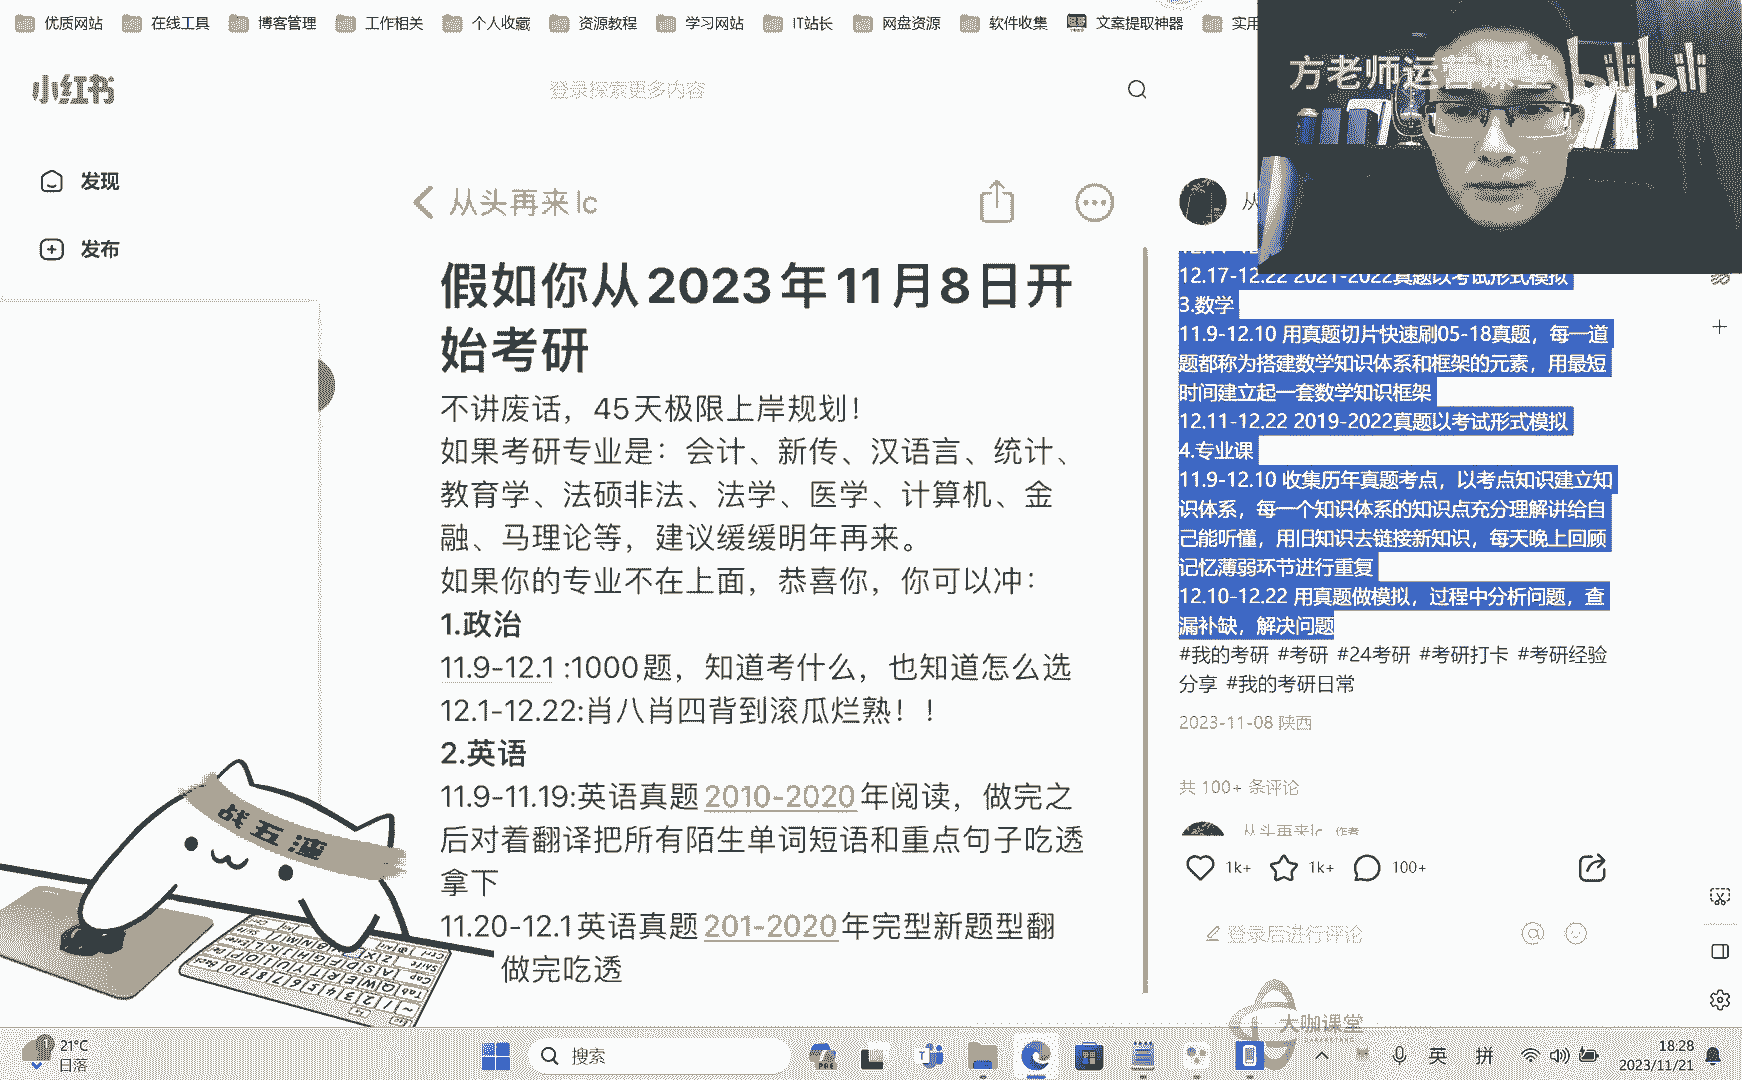 优质网站
在线工具
博客管理
工作相关
个人收藏
资源教程
学习网站
IT站长
网盘资源
软件收集
文案提取神器
实用
小红书
登录探索更多内容
方老师运营课堂
bilibili
发现
发布
从头再来lc
假如你从2023年11月8日开
始考研
不讲废话，45天极限上岸规划！
如果考研专业是：会计、新传、汉语言、统计、
教育学、法硕非法、法学、医学、计算机、金
融、马理论等，建议缓缓明年再来。
如果你的专业不在上面，恭喜你，你可以冲：
1.政治
11.9-12.1 :1000题，知道考什么，也知道怎么选
12.1-12.22:肖八肖四背到滚瓜烂熟！！
2.英语
11.9-11.19:英语真题2010-2020年阅读，做完之
后对着翻译把所有陌生单词短语和重点句子吃透
拿下
11.20-12.1英语真题201-2020年完型新题型翻
做完吃透
从
12.17-12.22 2021-2022真题以考试形式模拟
3.数学
11.9-12.10 用真题切片快速刷05-18真题，每一道
题都称为搭建数学知识体系和框架的元素，用最短
时间建立起一套数学知识框架
12.11-12.22 2019-2022真题以考试形式模拟
4.专业课
11.9-12.10 收集历年真题考点，以考点知识建立知
识体系，每一个知识体系的知识点充分理解讲给自
己能听懂，用旧知识去链接新知识，每天晚上回顾
记忆薄弱环节进行重复
12.10-12.22 用真题做模拟，过程中分析问题，查
漏补缺，解决问题
#我的考研 #考研 #24考研 #考研打卡 #考研经验
分享 #我的考研日常
2023-11-08 陕西
共 100+ 条评论
从头再来lc 作者
1k+ 1k+ 100+
登录后进行评论
大咖课堂
21°C
日落
搜索
英
拼
18:28
2023/11/21